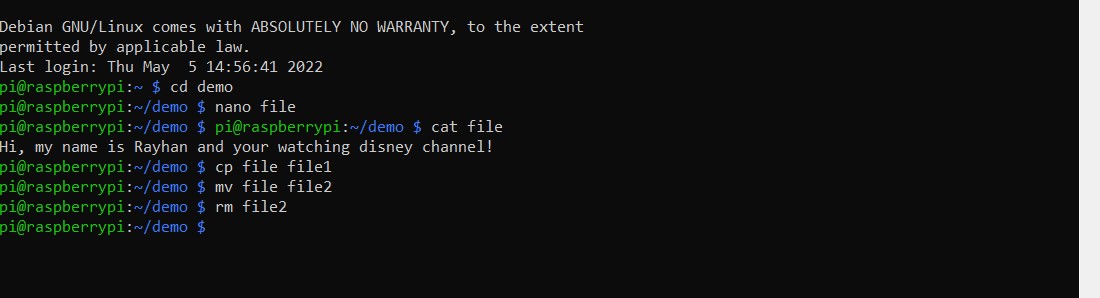 Debian GNU/Linux comes with ABSOLUTELY NO WARRANTY, to the extent
permitted by applicable law.
Last login: Thu May  5 14:56:41 2022
pi@raspberrypi:~ $ cd demo
pi@raspberrypi:~/demo $ nano file
pi@raspberrypi:~/demo $ pi@raspberrypi:~/demo $ cat file
Hi, my name is Rayhan and your watching disney channel!
pi@raspberrypi:~/demo $ cp file file1
pi@raspberrypi:~/demo $ mv file file2
pi@raspberrypi:~/demo $ rm file2
pi@raspberrypi:~/demo $